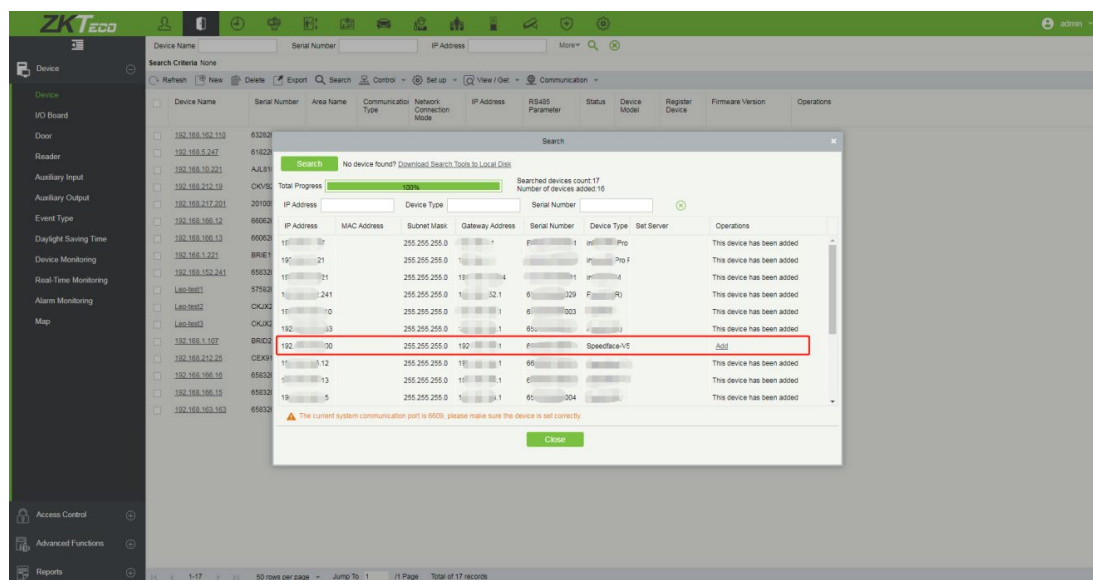 ZKTeco
admin
Device Name Serial Number IP Address More
Search Criteria None
Device
Refresh New Delete Export Search Control Set up View / Get Communication
Device
Device Name Serial Number Area Name Communication Type Network Connection Mode IP Address RS485 Parameter Status Device Model Register Device Firmware Version Operations
I/O Board
Door
192.168.162.110
Search
Reader
192.168.5.247
Search No device found? Download Search Tools to Local Disk
Auxiliary Input
192.168.10.221
Searched devices count:17
Total Progress 100%
Number of devices added:16
192.168.212.19
Auxiliary Output
192.168.217.201
IP Address Device Type Serial Number
Event Type
192.168.166.12
IP Address MAC Address Subnet Mask Gateway Address Serial Number Device Type Set Server Operations
Daylight Saving Time
192.168.166.13
255.255.255.0 Pro This device has been added
Device Monitoring
192.168.1.221
255.255.255.0 This device has been added
Real-Time Monitoring
192.168.152.241
255.255.255.0 This device has been added
Leo-test1
255.255.255.0 This device has been added
Alarm Monitoring
Leo-test2
255.255.255.0 This device has been added
Map
Leo-test3
255.255.255.0 This device has been added
192.168.1.107
255.255.255.0 Speedface-V5 Add
192.168.212.25
255.255.255.0 This device has been added
192.168.166.16
255.255.255.0 This device has been added
192.168.166.15
255.255.255.0 This device has been added
192.168.163.163
The current system communication port is 6609, please make sure the device is set correctly.
Close
Access Control
Advanced Functions
Reports
1-17 50 rows per page Jump To 1 /1 Page Total of 17 records